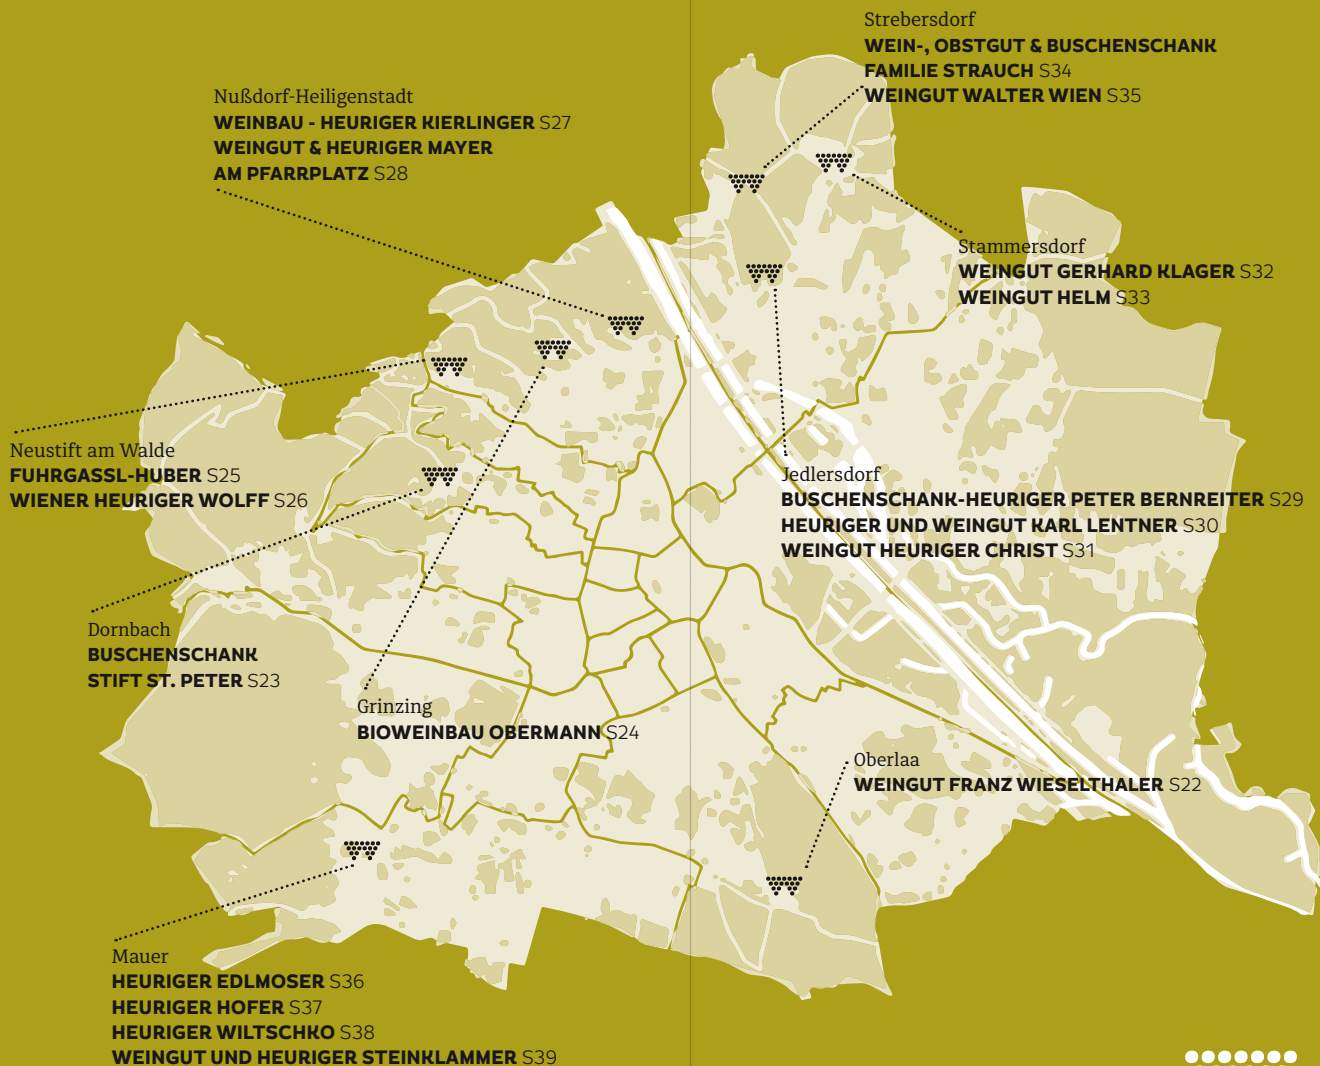 Strebersdorf
WEIN-, OBSTGUT & BUSCHENSCHANK
FAMILIE STRAUCH S34
WEINGUT WALTER WIEN S35
Nußdorf-Heiligenstadt
WEINBAU - HEURIGER KIERLINGER S27
WEINGUT & HEURIGER MAYER
AM PFARRPLATZ S28
Stammersdorf
WEINGUT GERHARD KLAGER S32
WEINGUT HELM S33
Neustift am Walde
FUHRGASSL-HUBER S25
WIENER HEURIGER WOLFF S26
Jedlersdorf
BUSCHENSCHANK-HEURIGER PETER BERNREITER S29
HEURIGER UND WEINGUT KARL LENTNER S30
WEINGUT HEURIGER CHRIST S31
Dornbach
BUSCHENSCHANK
STIFT ST. PETER S23
Grinzing
BIOWEINBAU OBERMANN S24
Oberlaa
WEINGUT FRANZ WIESELTHALER S22
Mauer
HEURIGER EDLMOSER S36
HEURIGER HOFER S37
HEURIGER WILTSCHKO S38
WEINGUT UND HEURIGER STEINKLAMMER S39